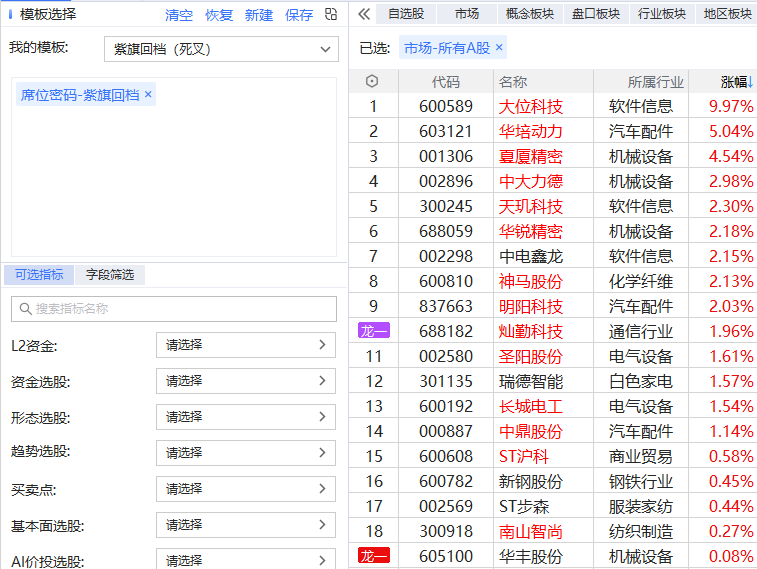 模板选择 清空 恢复 新建 保存
我的模板: 紫旗回档（死叉）
席位密码-紫旗回档 ×
可选指标 字段筛选
搜索指标名称
L2资金: 请选择
资金选股: 请选择
形态选股: 请选择
趋势选股: 请选择
买卖点: 请选择
基本面选股: 请选择
AI价投选股: 请选择
自选股 市场 概念板块 盘口板块 行业板块 地区板块
已选: 市场-所有A股 ×
代码 名称 所属行业 涨幅↓
1 600589 大位科技 软件信息 9.97%
2 603121 华培动力 汽车配件 5.04%
3 001306 夏厦精密 机械设备 4.54%
4 002896 中大力德 机械设备 2.98%
5 300245 天玑科技 软件信息 2.30%
6 688059 华锐精密 机械设备 2.18%
7 002298 中电鑫龙 软件信息 2.15%
8 600810 神马股份 化学纤维 2.13%
9 837663 明阳科技 汽车配件 2.03%
龙一 688182 灿勤科技 通信行业 1.96%
11 002580 圣阳股份 电气设备 1.61%
12 301135 瑞德智能 白色家电 1.57%
13 600192 长城电工 电气设备 1.54%
14 000887 中鼎股份 汽车配件 1.14%
15 600608 ST沪科 商业贸易 0.58%
16 600782 新钢股份 钢铁行业 0.45%
17 002569 ST步森 服装家纺 0.44%
18 300918 南山智尚 纺织制造 0.27%
龙一 605100 华丰股份 机械设备 0.08%